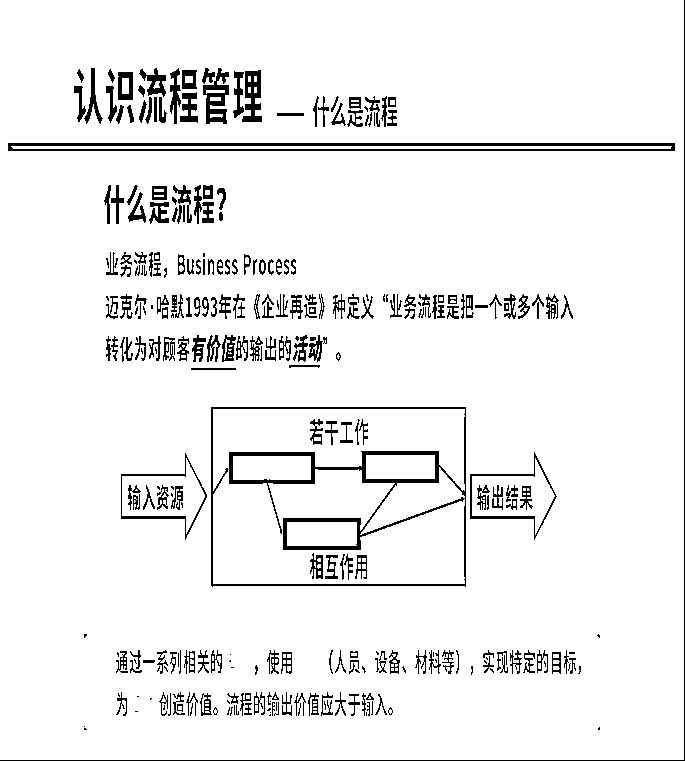 认识流程管理 — 什么是流程
什么是流程?
业务流程，Business Process
迈克尔·哈默1993年在《企业再造》种定义“业务流程是把一个或多个输入
转化为对顾客有价值的输出的活动”。
若干工作
输入资源
输出结果
相互作用
通过一系列相关的 ，使用 （人员、设备、材料等），实现特定的目标，
为 创造价值。流程的输出价值应大于输入。